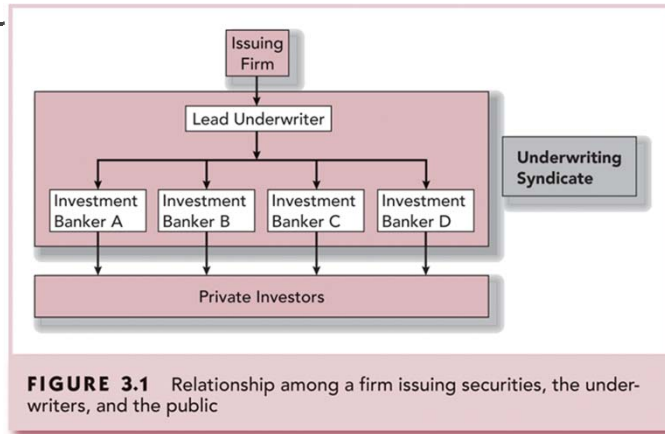 Issuing
Firm
Lead Underwriter
Underwriting
Syndicate
Investment
Banker A
Investment
Banker B
Investment
Banker C
Investment
Banker D
Private Investors
FIGURE 3.1 Relationship among a firm issuing securities, the under-
writers, and the public